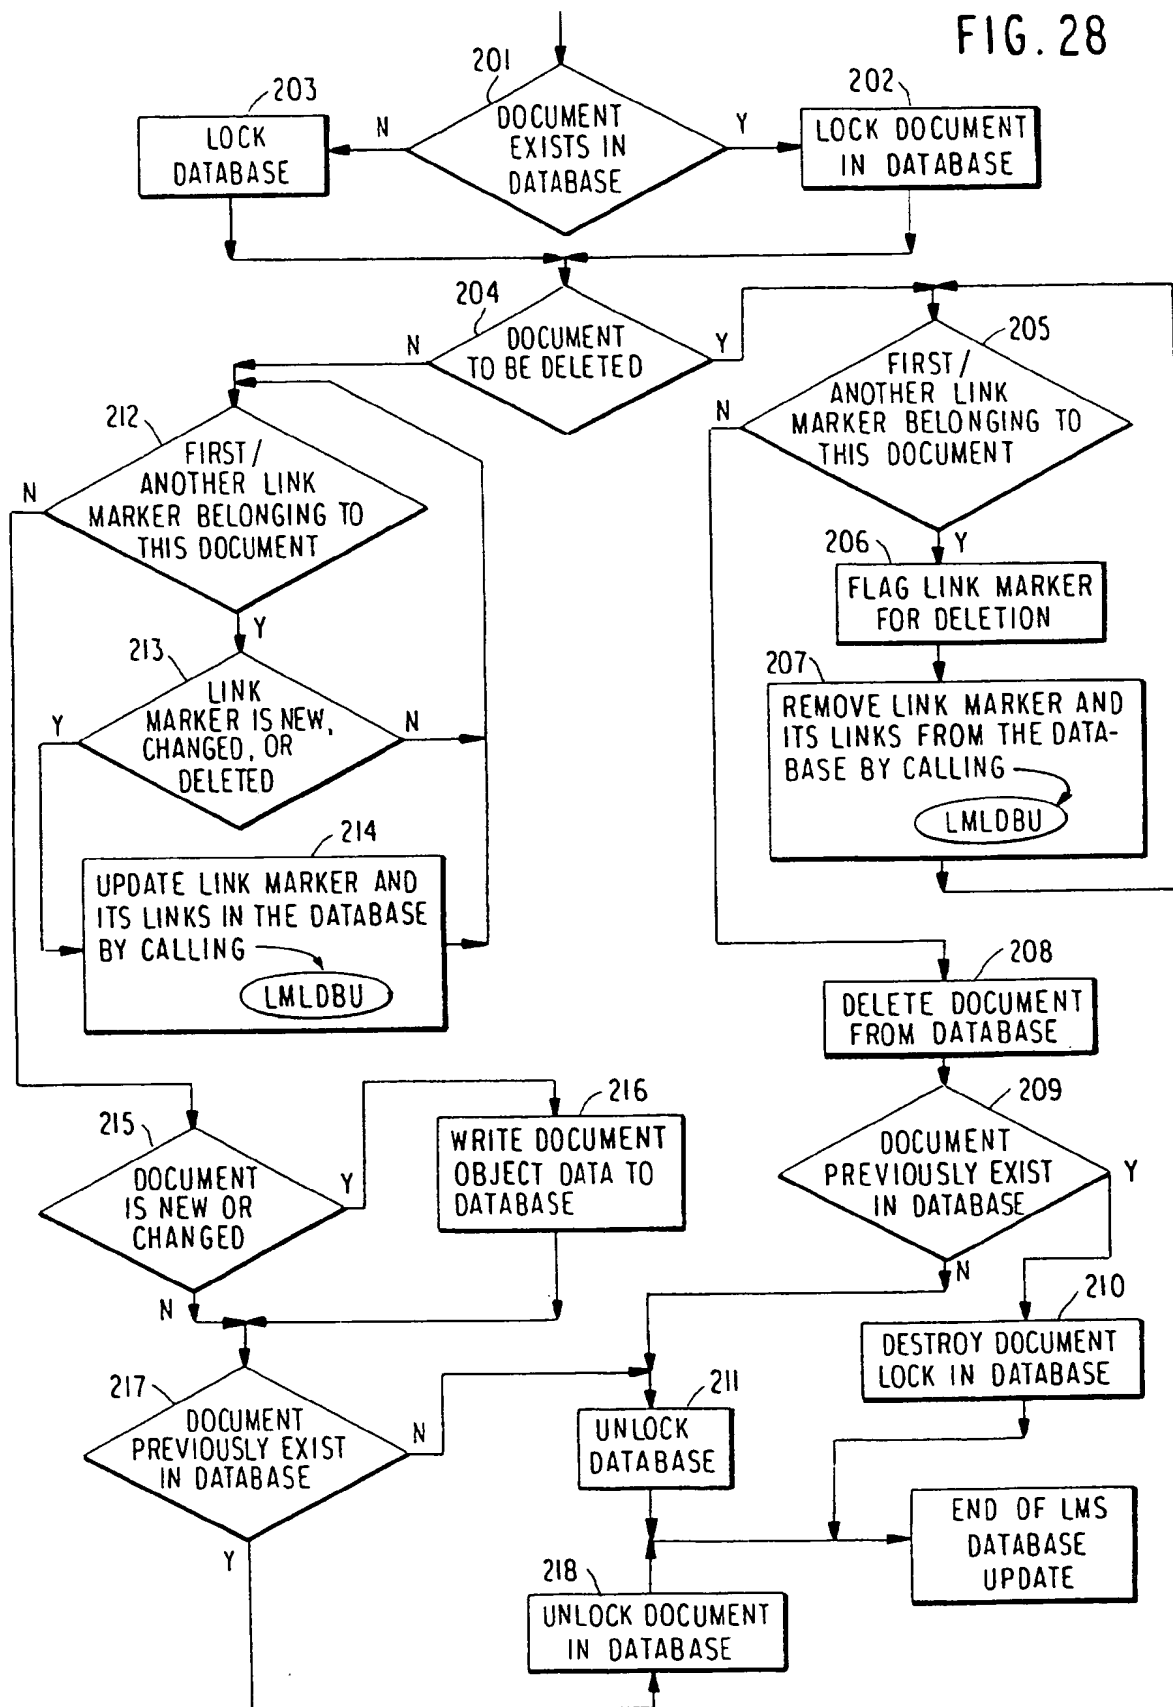 FIG. 28
201
DOCUMENT
EXISTS IN
DATABASE
N
Y
203
LOCK
DATABASE
202
LOCK DOCUMENT
IN DATABASE
204
DOCUMENT
TO BE DELETED
N
Y
205
FIRST/
ANOTHER LINK
MARKER BELONGING TO
THIS DOCUMENT
N
Y
206
FLAG LINK MARKER
FOR DELETION
207
REMOVE LINK MARKER AND
ITS LINKS FROM THE DATA-
BASE BY CALLING
LMLDBU
212
FIRST/
ANOTHER LINK
MARKER BELONGING TO
THIS DOCUMENT
N
Y
213
LINK
MARKER IS NEW,
CHANGED, OR
DELETED
Y
N
214
UPDATE LINK MARKER AND
ITS LINKS IN THE DATABASE
BY CALLING
LMLDBU
208
DELETE DOCUMENT
FROM DATABASE
209
DOCUMENT
PREVIOUSLY EXIST
IN DATABASE
Y
N
215
DOCUMENT
IS NEW OR
CHANGED
Y
N
216
WRITE DOCUMENT
OBJECT DATA TO
DATABASE
210
DESTROY DOCUMENT
LOCK IN DATABASE
217
DOCUMENT
PREVIOUSLY EXIST
IN DATABASE
N
Y
211
UNLOCK
DATABASE
END OF LMS
DATABASE
UPDATE
218
UNLOCK DOCUMENT
IN DATABASE